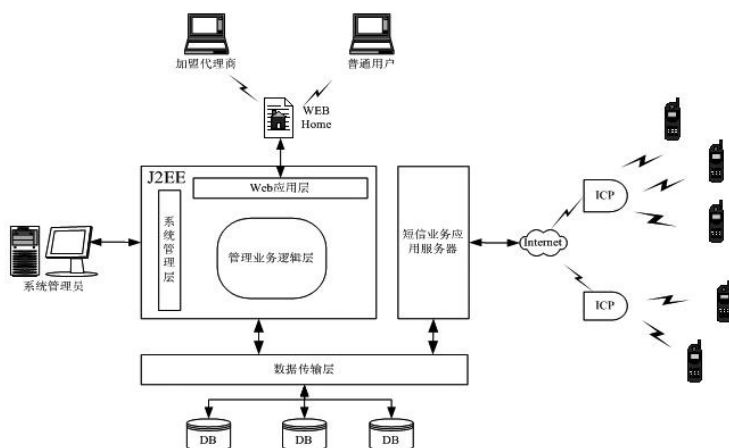 加盟代理商
普通用户
WEB
Home
J2EE
Web应用层
系统管理层
管理业务逻辑层
系统管理员
短信业务应
用服务器
Internet
ICP
ICP
数据传输层
DB
DB
DB